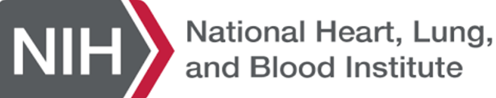 NIH
National Heart, Lung,
and Blood Institute